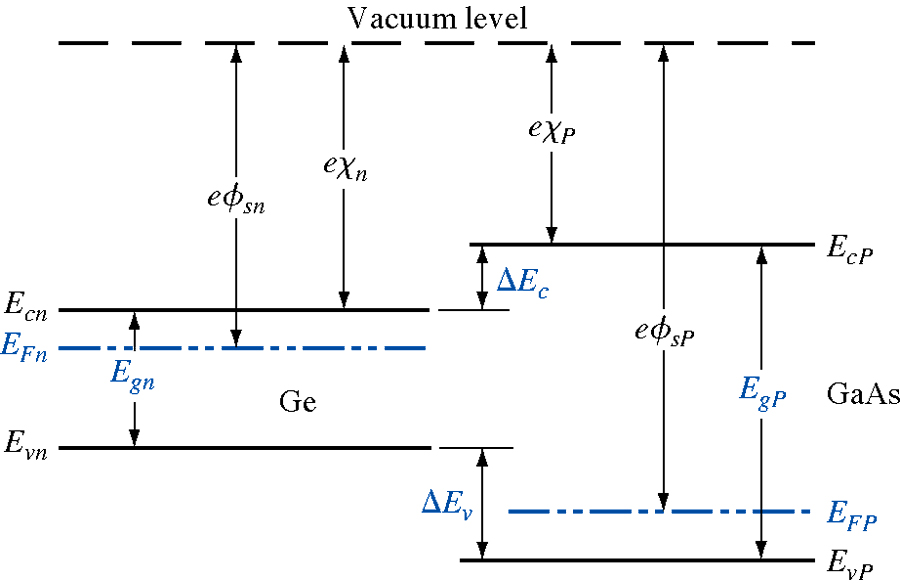 Vacuum level
eχP
eχn
eϕsn
EcP
ΔEc
Ecn
eϕsP
EFn
Egn
EgP
GaAs
Ge
Evn
ΔEv
EFP
EvP